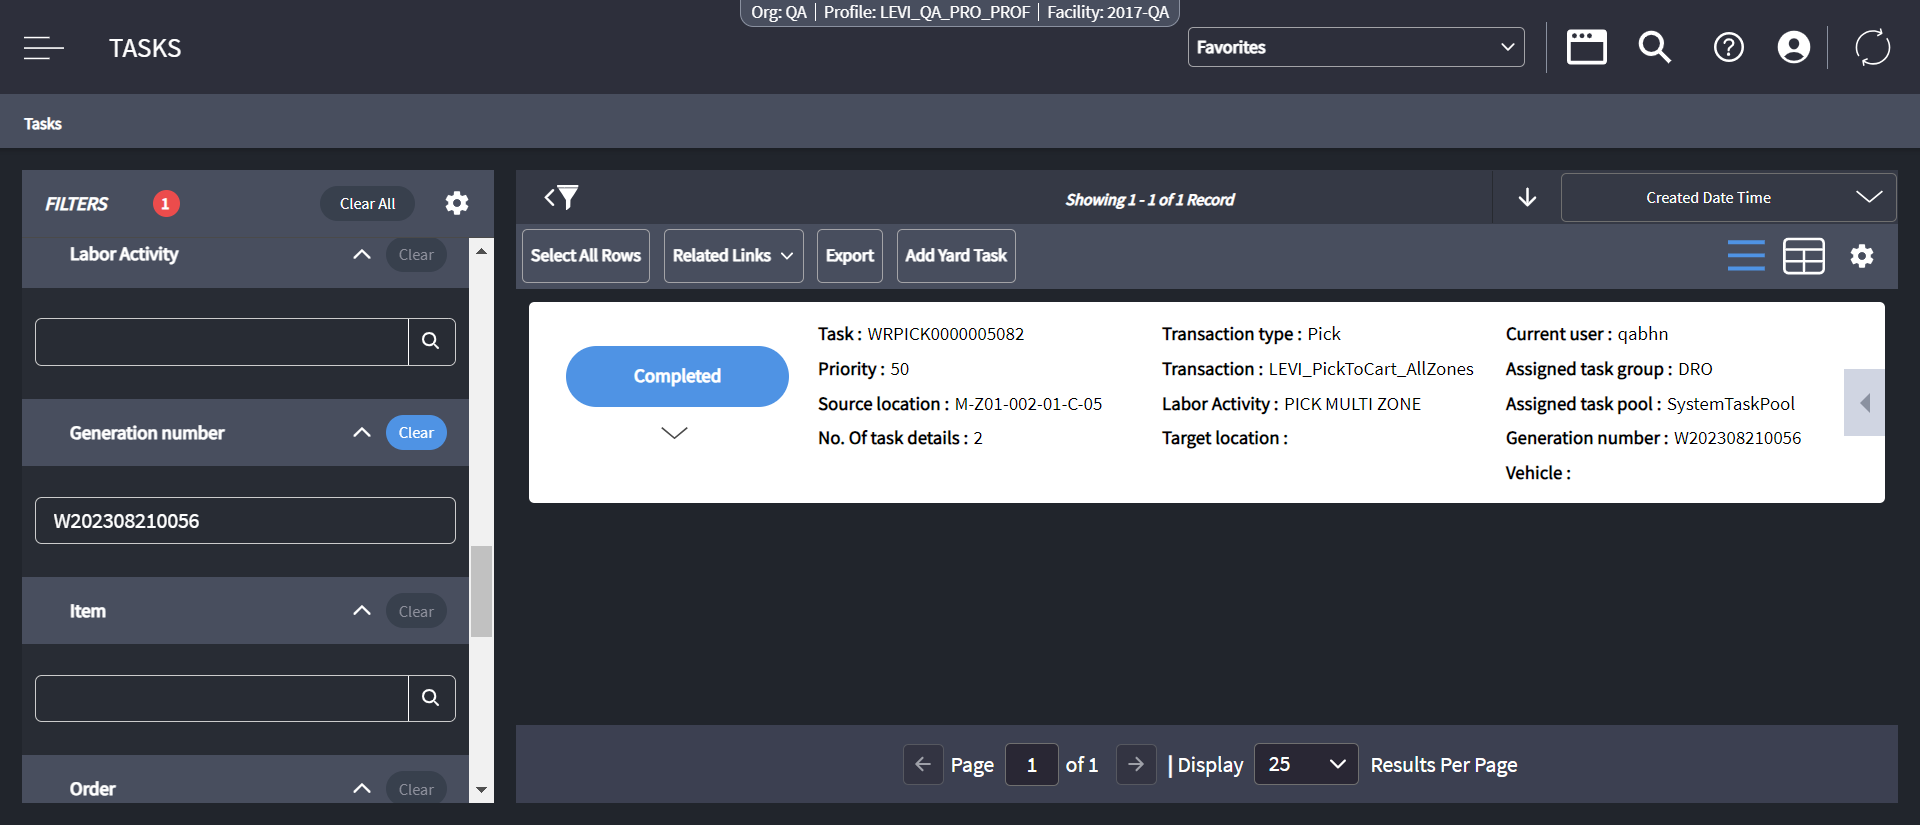 Org: QA | Profile: LEVI_QA_PRO_PROF | Facility: 2017-QA
TASKS
Favorites
Tasks
FILTERS 1 Clear All
Labor Activity Clear
Generation number Clear
W202308210056
Item Clear
Order Clear
Showing 1 - 1 of 1 Record
Created Date Time
Select All Rows Related Links Export Add Yard Task
Completed
Task : WRPICK0000005082
Priority : 50
Source location : M-Z01-002-01-C-05
No. Of task details : 2
Transaction type : Pick
Transaction : LEVI_PickToCart_AllZones
Labor Activity : PICK MULTI ZONE
Target location :
Current user : qabhn
Assigned task group : DRO
Assigned task pool : SystemTaskPool
Generation number : W202308210056
Vehicle :
Page 1 of 1 | Display 25 Results Per Page